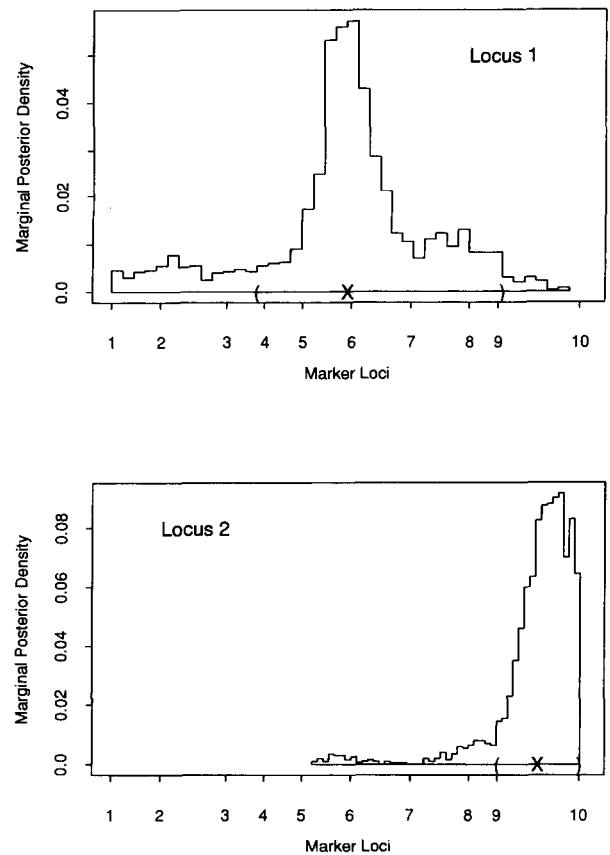 Locus 1
Marginal Posterior Density
0.04
0.02
0.0
( X )
1 2 3 4 5 6 7 8 9 10
Marker Loci
Locus 2
Marginal Posterior Density
0.08
0.06
0.04
0.02
0.0
( X )
1 2 3 4 5 6 7 8 9 10
Marker Loci